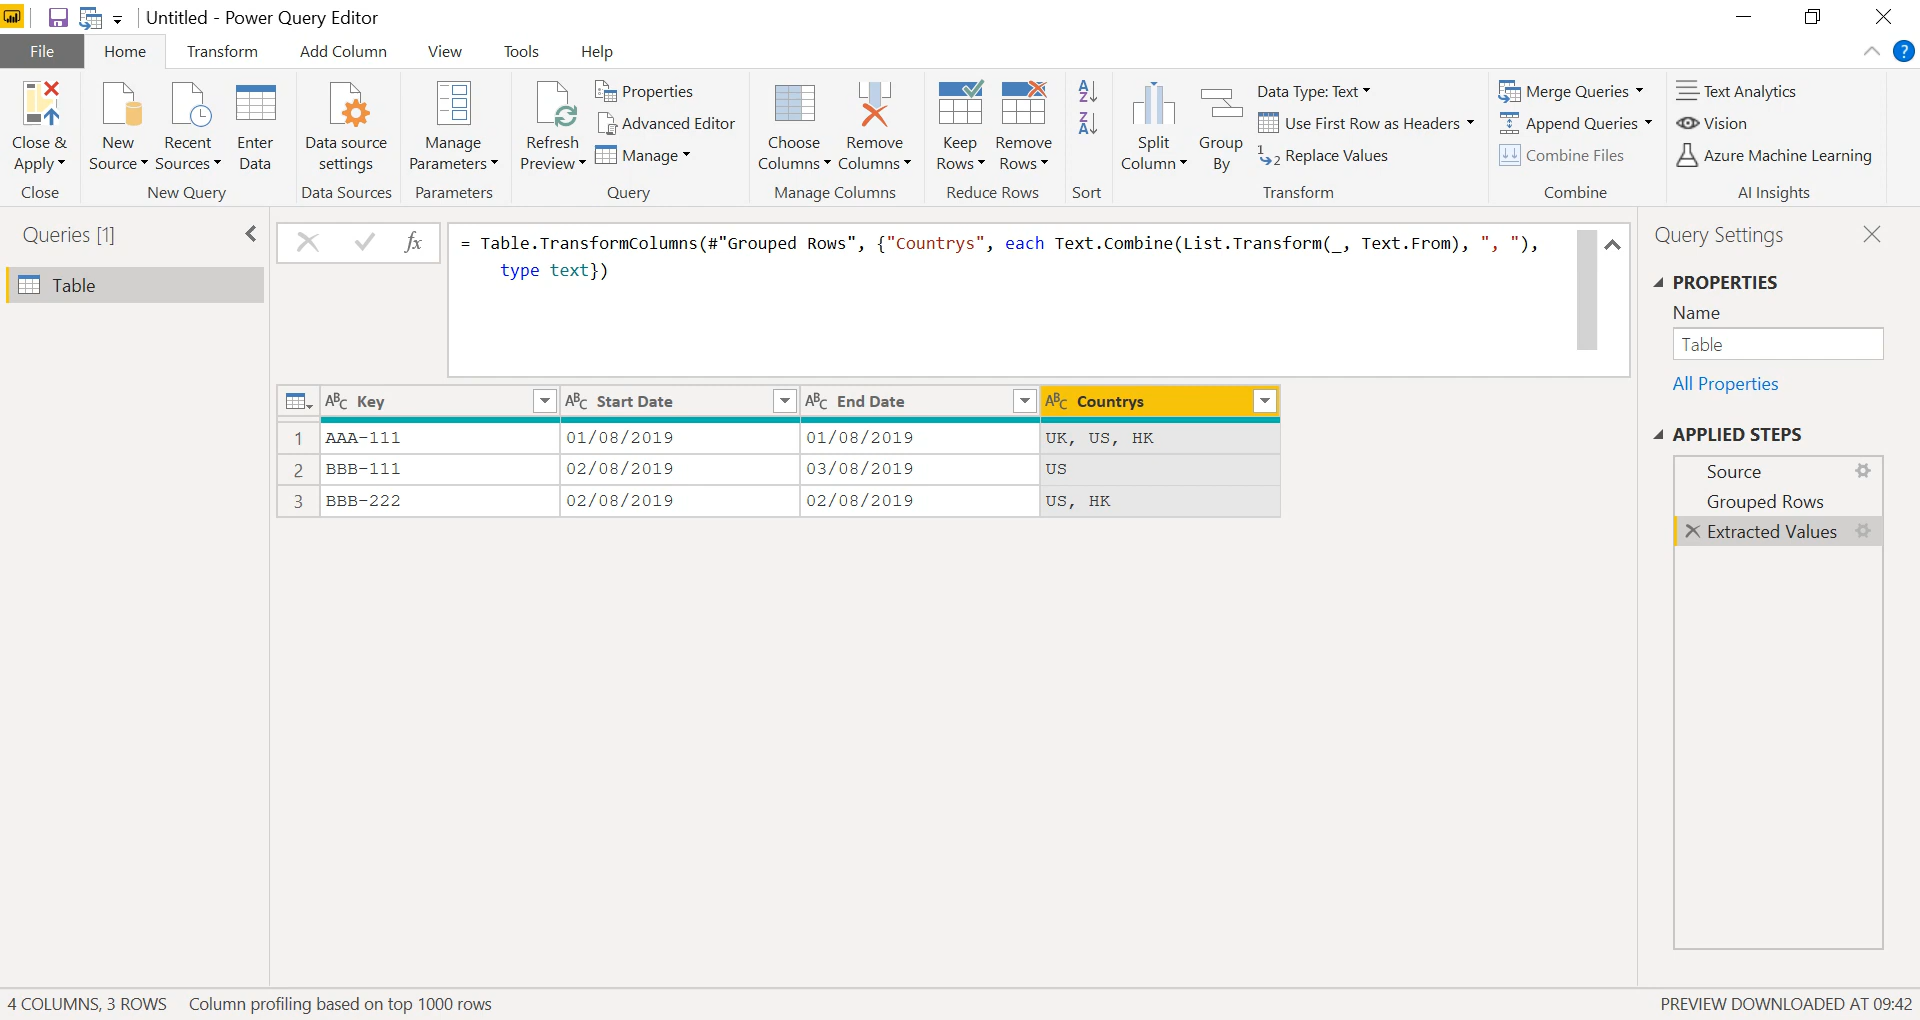 Untitled - Power Query Editor
File Home Transform Add Column View Tools Help
Close & Apply
Close
New Source
Recent Sources
Enter Data
New Query
Data source settings
Data Sources
Manage Parameters
Parameters
Refresh Preview
Properties
Advanced Editor
Manage
Query
Choose Columns
Remove Columns
Manage Columns
Keep Rows
Remove Rows
Reduce Rows
Sort
Split Column
Group By
Data Type: Text
Use First Row as Headers
Replace Values
Transform
Merge Queries
Append Queries
Combine Files
Combine
Text Analytics
Vision
Azure Machine Learning
AI Insights
Queries [1]
Table
fx
= Table.TransformColumns(#"Grouped Rows", {"Countrys", each Text.Combine(List.Transform(_, Text.From), ", "),
type text})
ABC Key ABC Start Date ABC End Date ABC Countrys
1 AAA-111 01/08/2019 01/08/2019 UK, US, HK
2 BBB-111 02/08/2019 03/08/2019 US
3 BBB-222 02/08/2019 02/08/2019 US, HK
Query Settings
PROPERTIES
Name
Table
All Properties
APPLIED STEPS
Source
Grouped Rows
Extracted Values
4 COLUMNS, 3 ROWS Column profiling based on top 1000 rows
PREVIEW DOWNLOADED AT 09:42